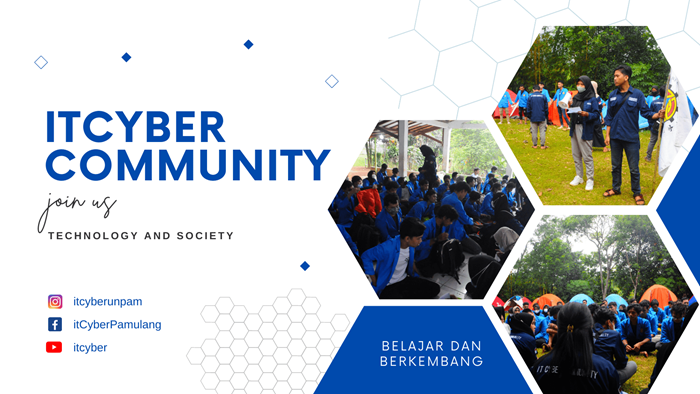 ITCYBER
COMMUNITY
join us
TECHNOLOGY AND SOCIETY
itcyberunpam
itCyberPamulang
itcyber
BELAJAR DAN
BERKEMBANG